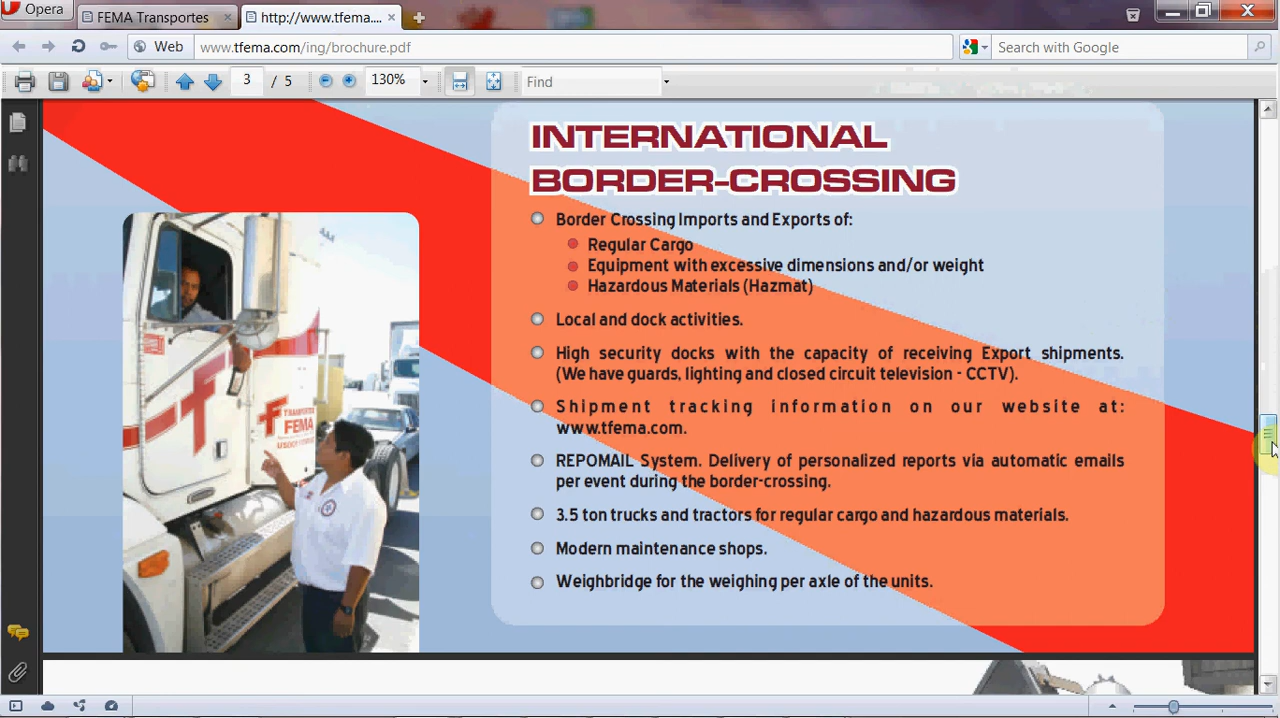 Opera
FEMA Transportes
http://www.tfema....
Web
www.tfema.com/ing/brochure.pdf
Search with Google
3 / 5
130%
Find
INTERNATIONAL
BORDER-CROSSING
Border Crossing Imports and Exports of:
Regular Cargo
Equipment with excessive dimensions and/or weight
Hazardous Materials (Hazmat)
Local and dock activities.
High security docks with the capacity of receiving Export shipments.
(We have guards, lighting and closed circuit television - CCTV).
Shipment tracking information on our website at:
www.tfema.com.
REPOMAIL System. Delivery of personalized reports via automatic emails
per event during the border-crossing.
3.5 ton trucks and tractors for regular cargo and hazardous materials.
Modern maintenance shops.
Weighbridge for the weighing per axle of the units.
TRANSPORTES
FEMA